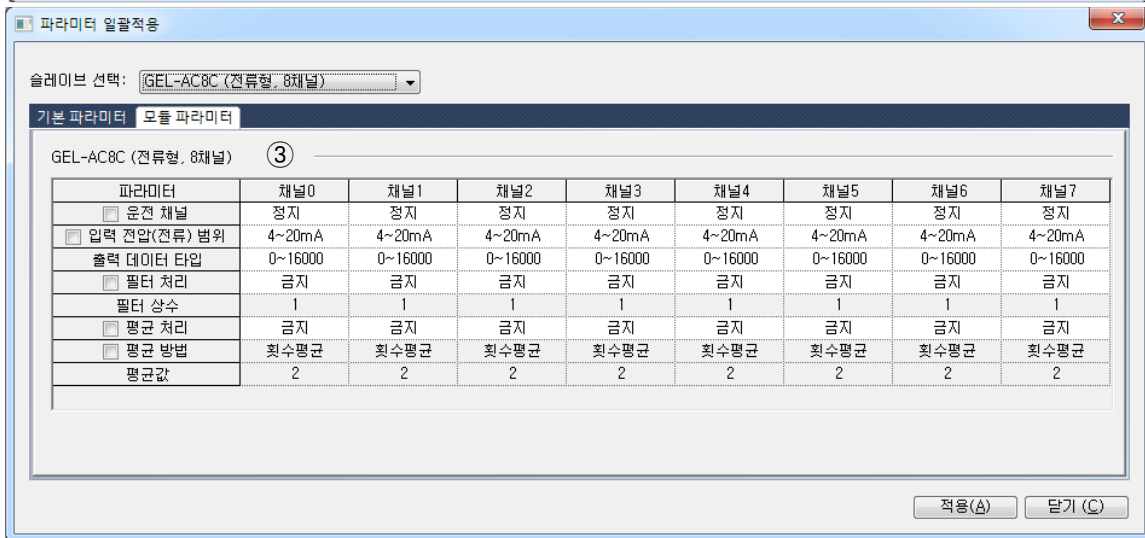 파라미터 일괄적용
슬레이브 선택: GEL-AC8C (전류형, 8채널)
기본 파라미터 모듈 파라미터
GEL-AC8C (전류형, 8채널) ③
파라미터 채널0 채널1 채널2 채널3 채널4 채널5 채널6 채널7
운전 채널 정지 정지 정지 정지 정지 정지 정지 정지
입력 전압(전류) 범위 4~20mA 4~20mA 4~20mA 4~20mA 4~20mA 4~20mA 4~20mA 4~20mA
출력 데이터 타입 0~16000 0~16000 0~16000 0~16000 0~16000 0~16000 0~16000 0~16000
필터 처리 금지 금지 금지 금지 금지 금지 금지 금지
필터 상수 1 1 1 1 1 1 1 1
평균 처리 금지 금지 금지 금지 금지 금지 금지 금지
평균 방법 횟수평균 횟수평균 횟수평균 횟수평균 횟수평균 횟수평균 횟수평균 횟수평균
평균값 2 2 2 2 2 2 2 2
적용(A) 닫기 (C)